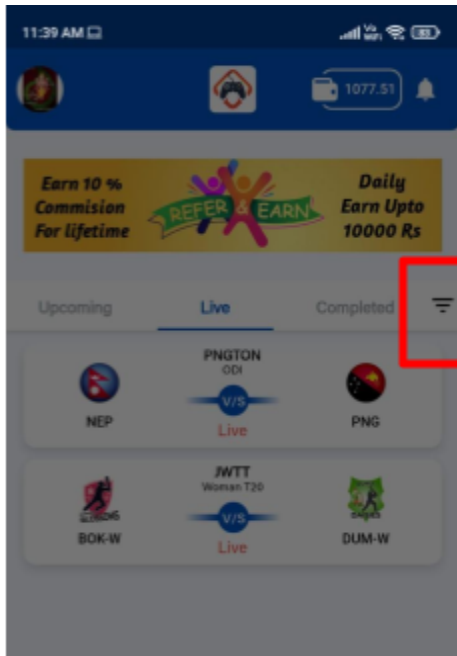 11:39 AM
83
1077.51
Earn 10 %
Commision
For lifetime
REFER & EARN
Daily
Earn Upto
10000 Rs
Upcoming
Live
Completed
PNGTON
ODI
V/S
Live
NEP
PNG
JWTT
Woman T20
V/S
Live
BOK-W
DUM-W